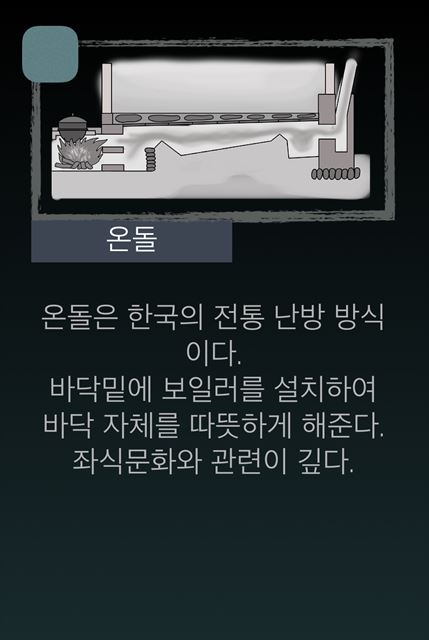 온돌
온돌은 한국의 전통 난방 방식
이다.
바닥밑에 보일러를 설치하여
바닥 자체를 따뜻하게 해준다.
좌식문화와 관련이 깊다.